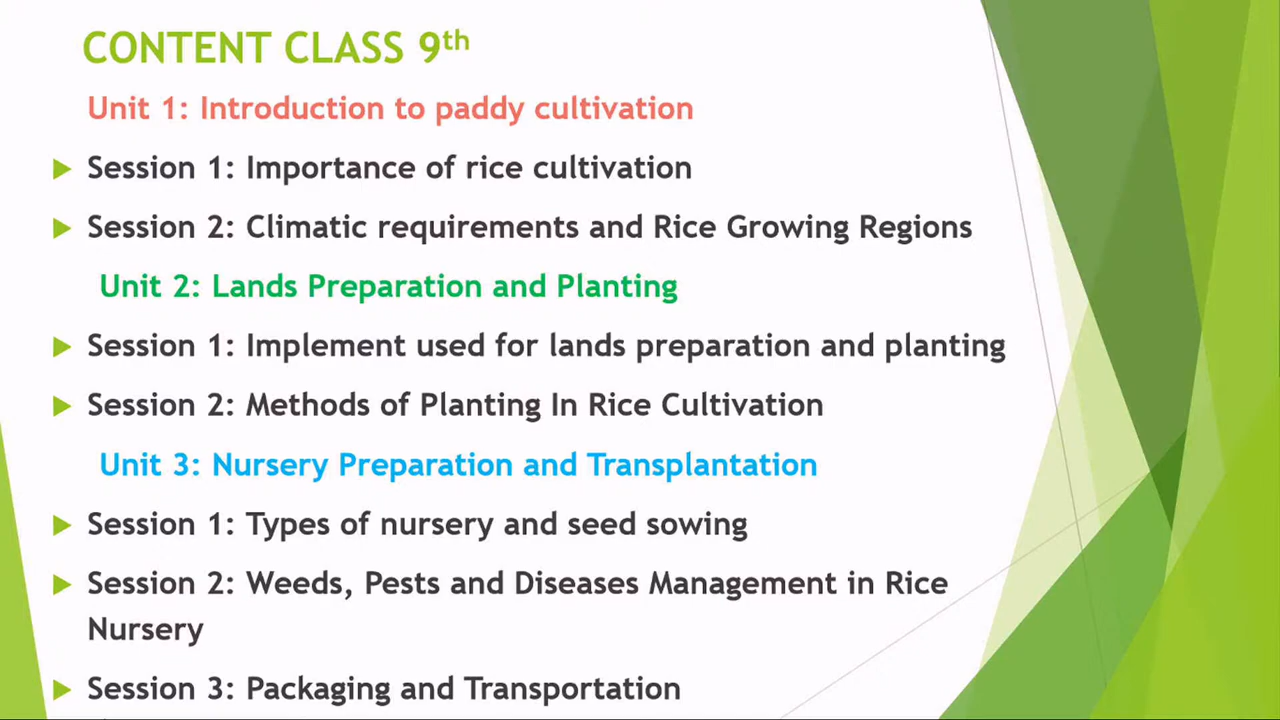 CONTENT CLASS 9th
Unit 1: Introduction to paddy cultivation
Session 1: Importance of rice cultivation
Session 2: Climatic requirements and Rice Growing Regions
Unit 2: Lands Preparation and Planting
Session 1: Implement used for lands preparation and planting
Session 2: Methods of Planting In Rice Cultivation
Unit 3: Nursery Preparation and Transplantation
Session 1: Types of nursery and seed sowing
Session 2: Weeds, Pests and Diseases Management in Rice
Nursery
Session 3: Packaging and Transportation